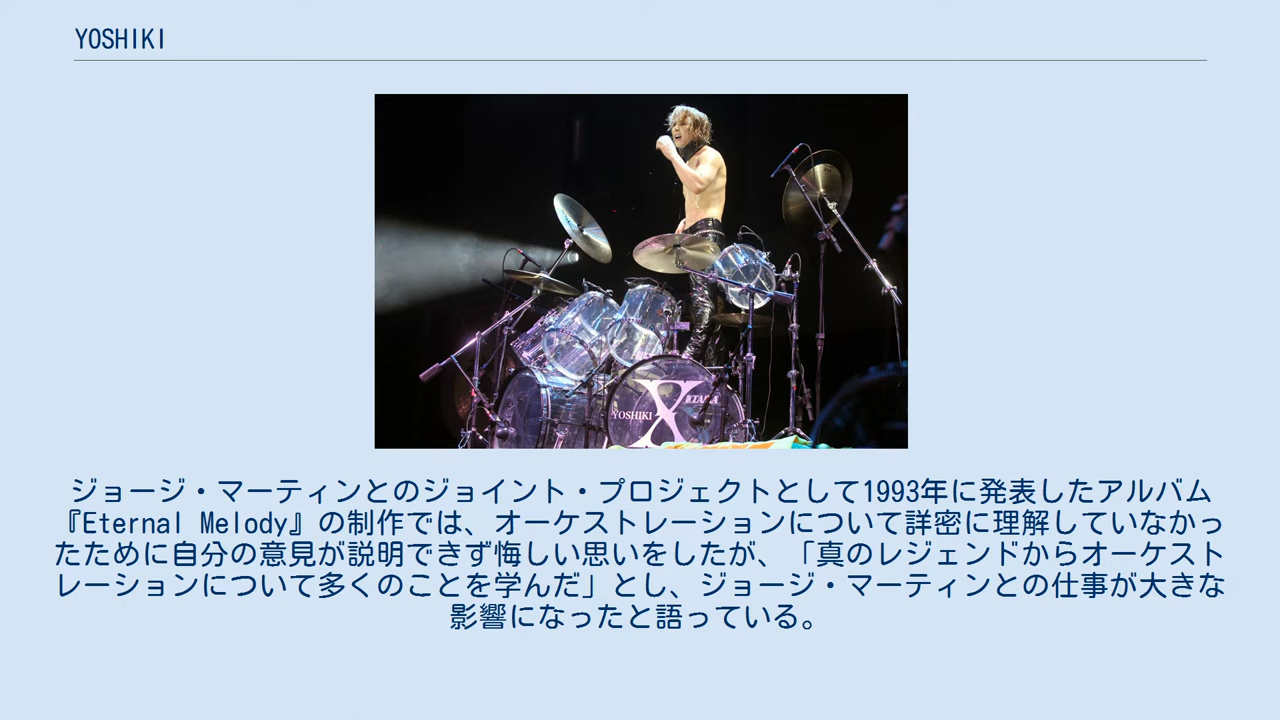 YOSHIKI
YOSHIKI X TAMA
ジョージ・マーティンとのジョイント・プロジェクトとして1993年に発表したアルバム
『Eternal Melody』の制作では、オーケストレーションについて詳密に理解していなかっ
たために自分の意見が説明できず悔しい思いをしたが、「真のレジェンドからオーケスト
レーションについて多くのことを学んだ」とし、ジョージ・マーティンとの仕事が大きな
影響になったと語っている。